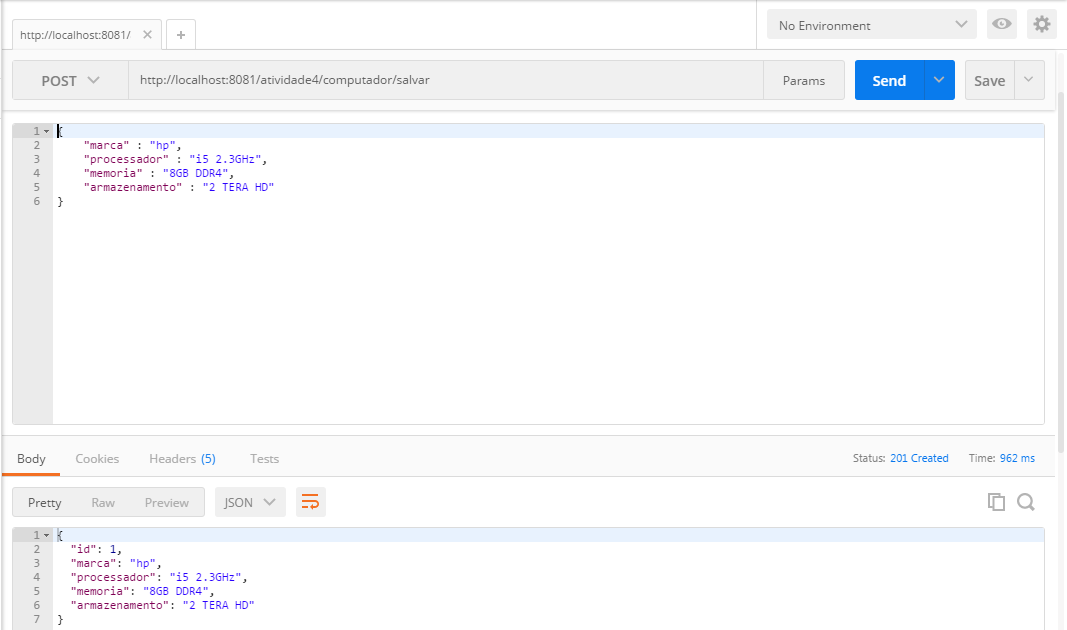 http://localhost:8081/ ✕ +
No Environment
POST http://localhost:8081/atividade4/computador/salvar Params Send Save
1 {
2 "marca" : "hp",
3 "processador" : "i5 2.3GHz",
4 "memoria" : "8GB DDR4",
5 "armazenamento" : "2 TERA HD"
6 }
Body Cookies Headers (5) Tests Status: 201 Created Time: 962 ms
Pretty Raw Preview JSON
1 {
2 "id": 1,
3 "marca": "hp",
4 "processador": "i5 2.3GHz",
5 "memoria": "8GB DDR4",
6 "armazenamento": "2 TERA HD"
7 }